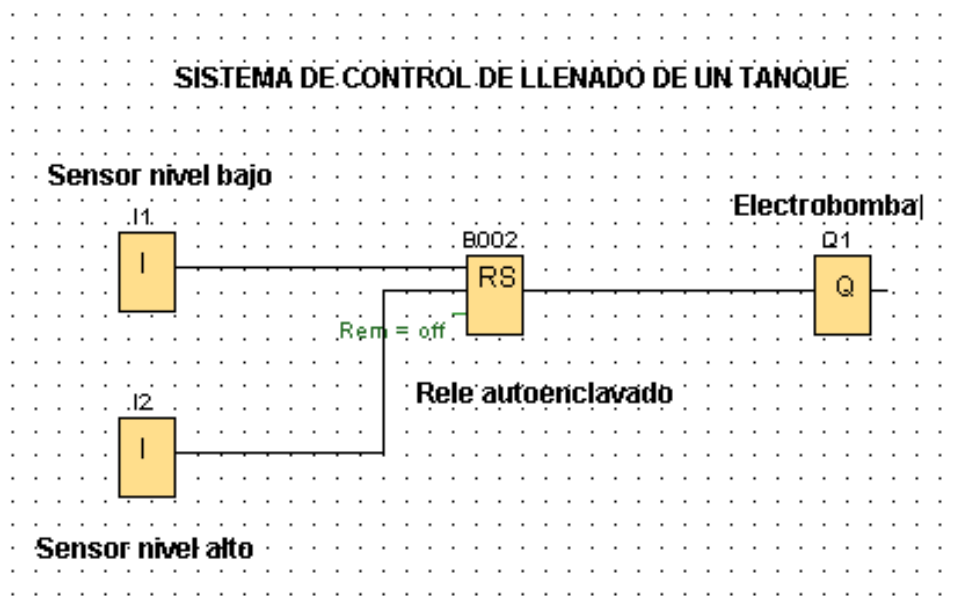 SISTEMA DE CONTROL DE LLENADO DE UN TANQUE
Sensor nivel bajo
I1
I
Electrobomba
B002
RS
Q1
Q
Rem = off
Rele autoenclavado
I2
I
Sensor nivel alto